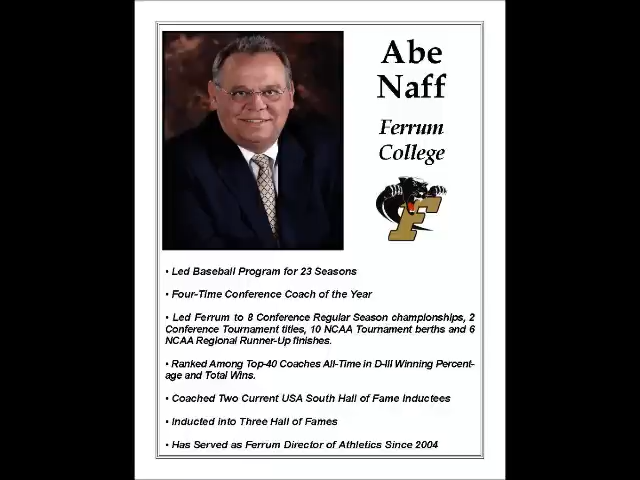 Abe
Naff
Ferrum
College
F
• Led Baseball Program for 23 Seasons
• Four-Time Conference Coach of the Year
• Led Ferrum to 8 Conference Regular Season championships, 2
Conference Tournament titles, 10 NCAA Tournament berths and 6
NCAA Regional Runner-Up finishes.
• Ranked Among Top-40 Coaches All-Time in D-III Winning Percent-
age and Total Wins.
• Coached Two Current USA South Hall of Fame Inductees
• Inducted into Three Hall of Fames
• Has Served as Ferrum Director of Athletics Since 2004